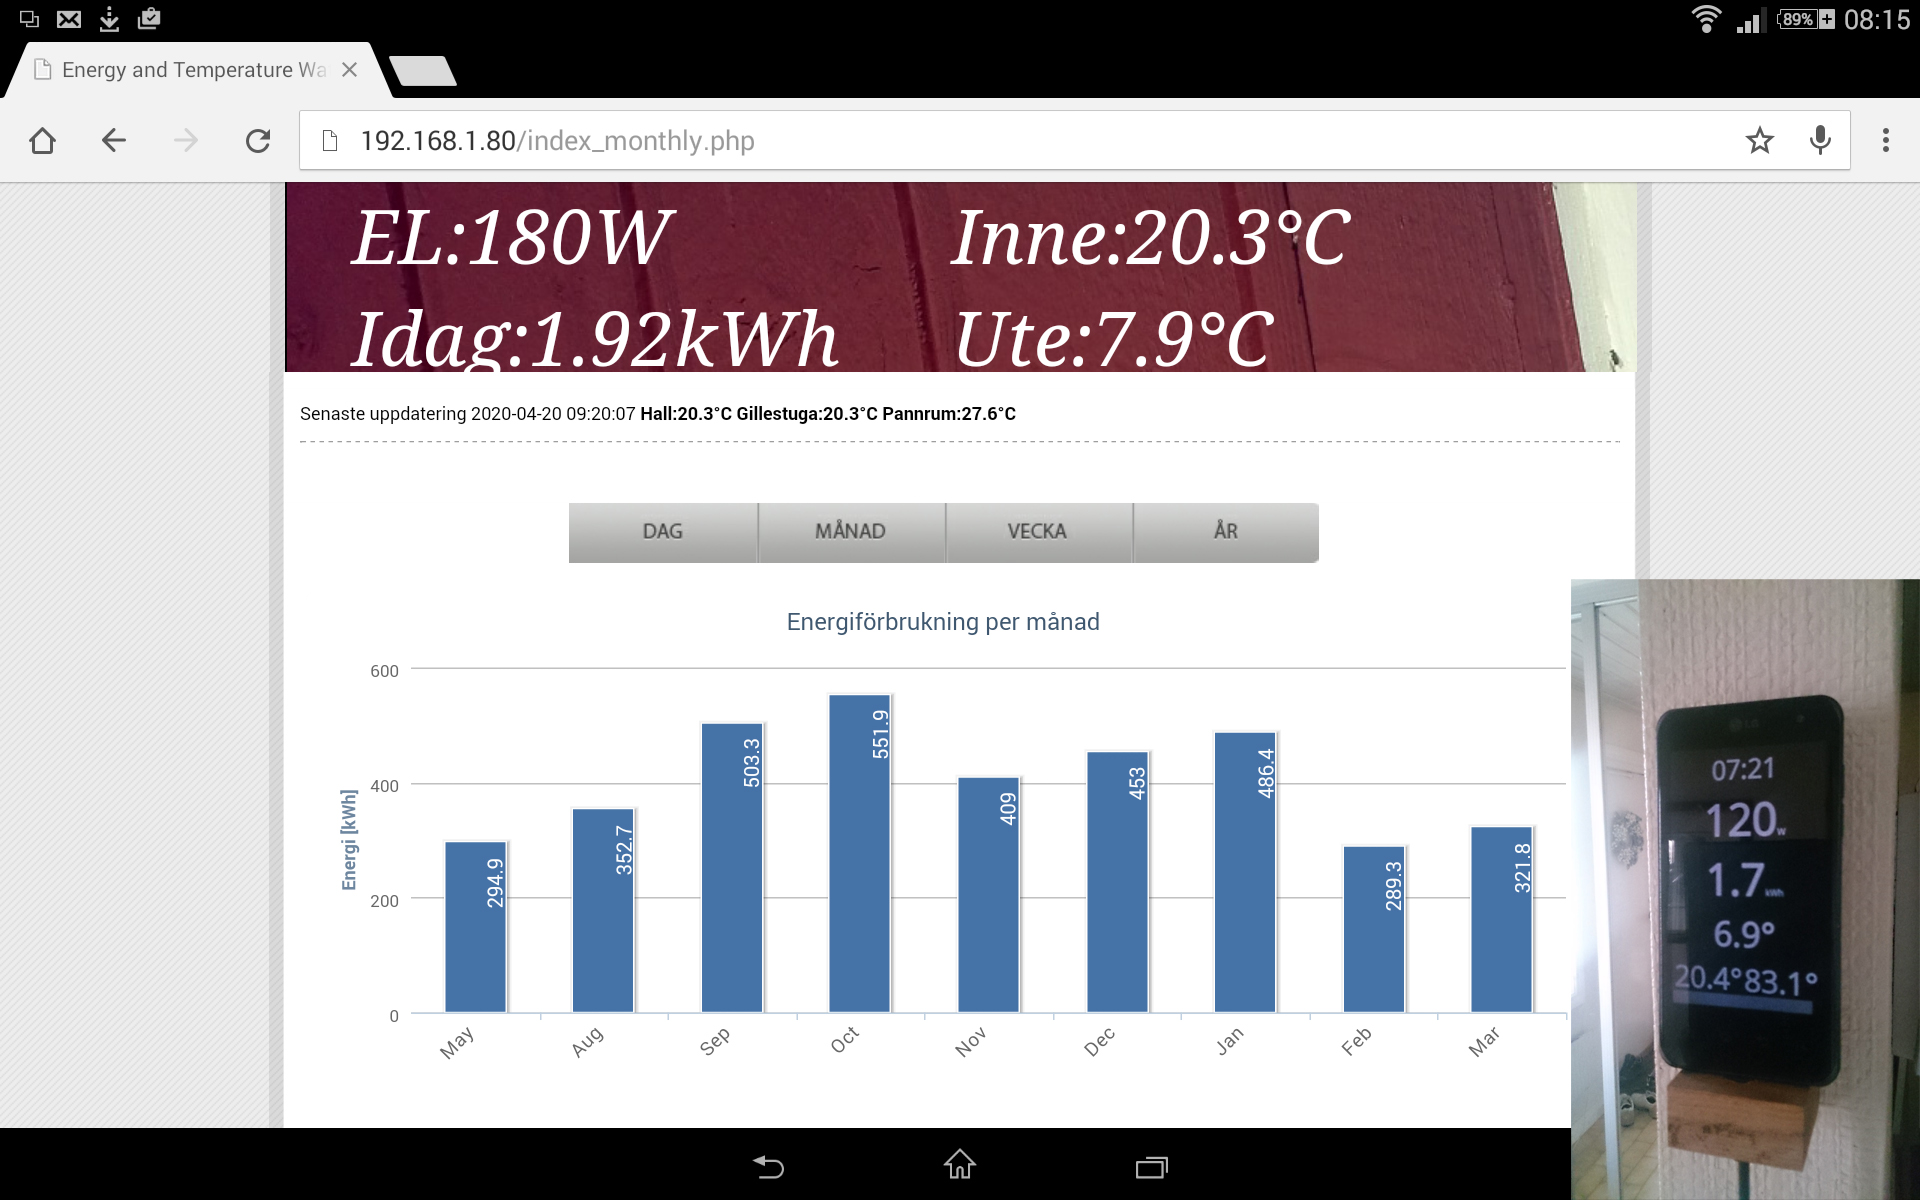 89% 08:15
Energy and Temperature Wa
192.168.1.80/index_monthly.php
EL:180W Inne:20.3°C
Idag:1.92kWh Ute:7.9°C
Senaste uppdatering 2020-04-20 09:20:07 Hall:20.3°C Gillestuga:20.3°C Pannrum:27.6°C
DAG MÅNAD VECKA ÅR
Energiförbrukning per månad
Energi [kWh]
600
400
200
0
294.9
352.7
503.3
551.9
409
453
486.4
289.3
321.8
May Aug Sep Oct Nov Dec Jan Feb Mar
LG
07:21
120w
1.7kWh
6.9°
20.4°83.1°